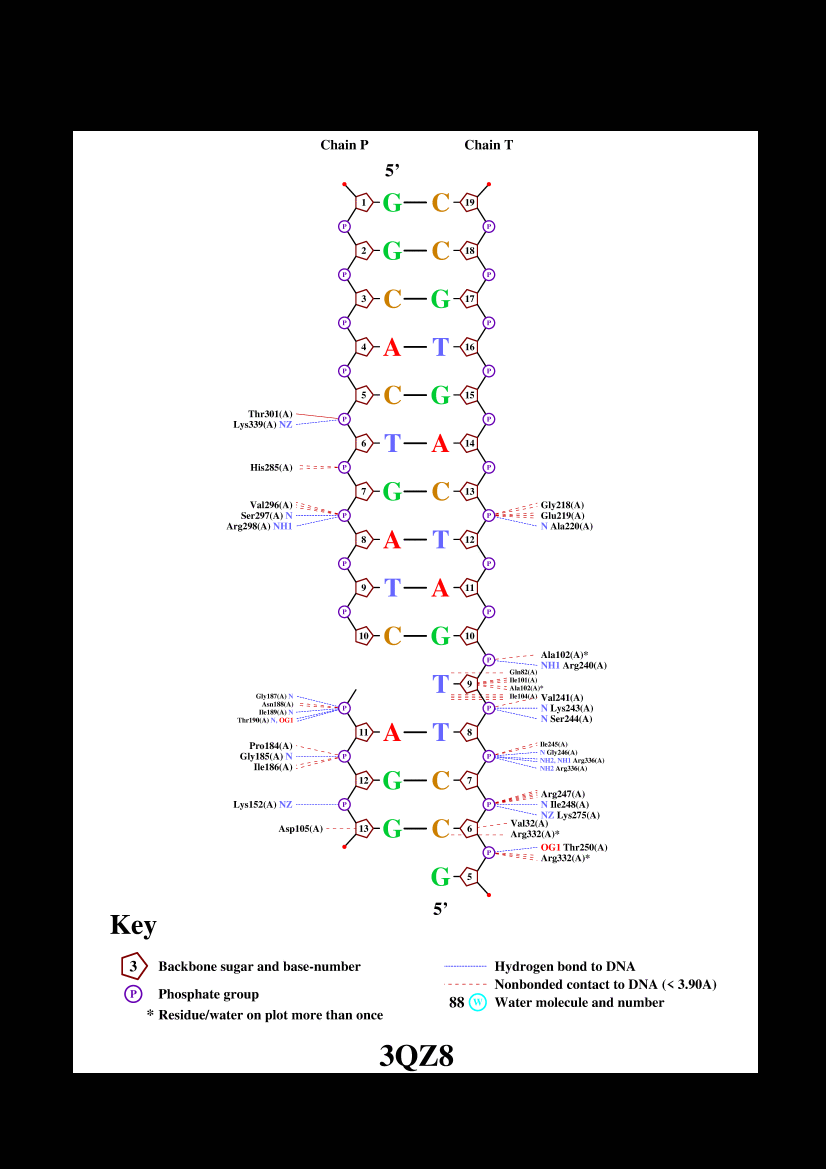 Chain P Chain T
5’
1 G C 19
P P
2 G C 18
P P
3 C G 17
P P
4 A T 16
P P
5 C G 15
Thr301(A)
P P
Lys339(A) NZ
6 T A 14
His285(A) P P
7 G C 13
Val296(A) Gly218(A)
Ser297(A) N P P Glu219(A)
Arg298(A) NH1 N Ala220(A)
8 A T 12
P P
9 T A 11
P P
10 C G 10
Ala102(A)*
P
NH1 Arg240(A)
Gln82(A)
Ile101(A)
T 9
Ala102(A)*
Ile104(A)
Gly187(A) N Val241(A)
Asn188(A)
P P N Lys243(A)
Ile189(A) N
Thr190(A) N, OG1 N Ser244(A)
11 A T 8
Pro184(A) Ile245(A)
N Gly246(A)
Gly185(A) N P P
NH2, NH1 Arg336(A)
Ile186(A) NH2 Arg336(A)
12 G C 7
Arg247(A)
Lys152(A) NZ P P N Ile248(A)
NZ Lys275(A)
Val32(A)
Asp105(A) 13 G C 6
Arg332(A)*
OG1 Thr250(A)
P
Arg332(A)*
G 5
5’
Key
3 Backbone sugar and base-number
P Phosphate group
* Residue/water on plot more than once
Hydrogen bond to DNA
Nonbonded contact to DNA (< 3.90A)
88 W Water molecule and number
3QZ8